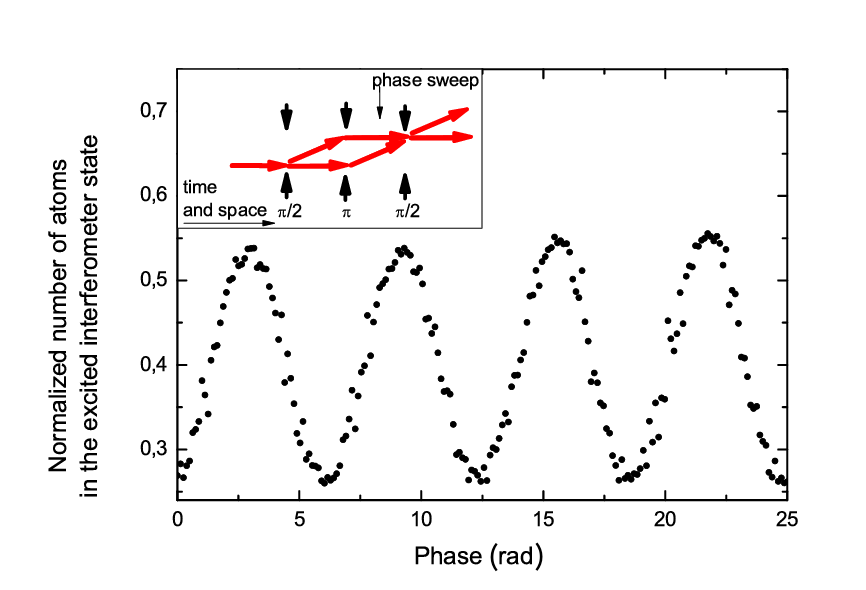 phase sweep
time
and space
π/2 π π/2
0,7
0,6
0,5
0,4
0,3
0 5 10 15 20 25
Phase (rad)
Normalized number of atoms
in the excited interferometer state